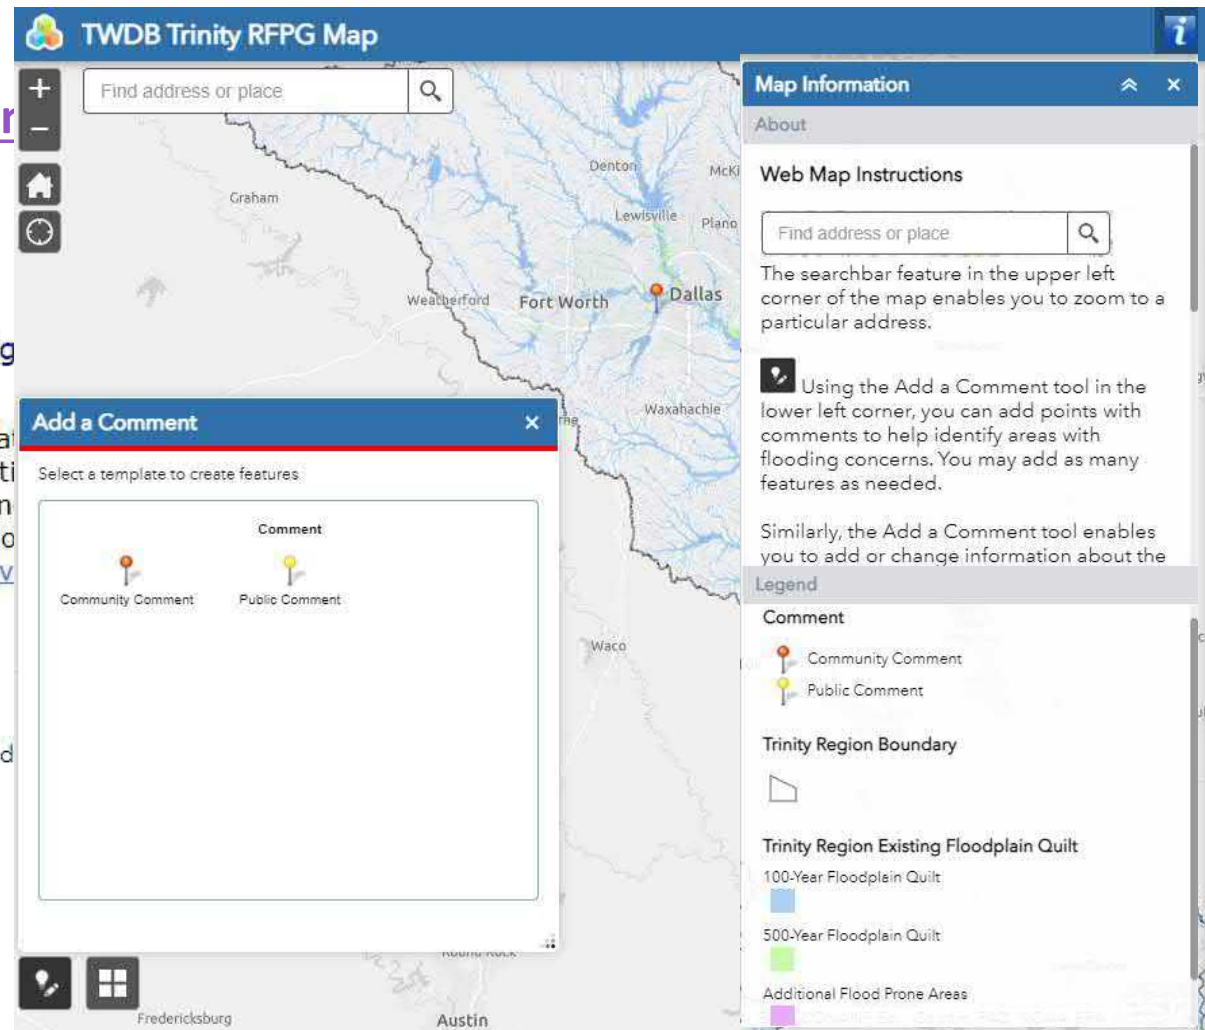 TWDB Trinity RFPG Map
Find address or place
Denton
Graham
Lewisville
Plano
Weatherford
Fort Worth
Dallas
Waxahachie
Waco
Fredericksburg
Austin
Add a Comment
Select a template to create features
Comment
Community Comment
Public Comment
Map Information
About
Web Map Instructions
Find address or place
The searchbar feature in the upper left
corner of the map enables you to zoom to a
particular address.
Using the Add a Comment tool in the
lower left corner, you can add points with
comments to help identify areas with
flooding concerns. You may add as many
features as needed.
Similarly, the Add a Comment tool enables
you to add or change information about the
Legend
Comment
Community Comment
Public Comment
Trinity Region Boundary
Trinity Region Existing Floodplain Quilt
100-Year Floodplain Quilt
500-Year Floodplain Quilt
Additional Flood Prone Areas